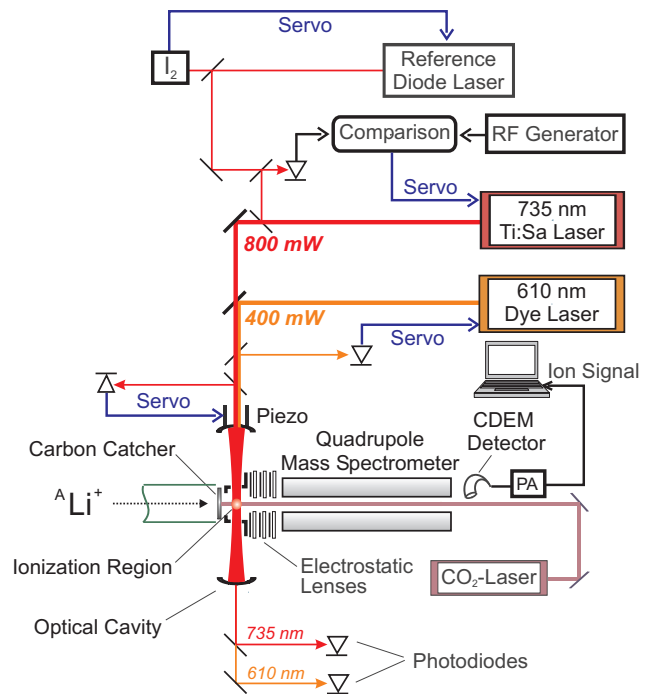 Servo
I₂
Reference
Diode Laser
Comparison
RF Generator
Servo
735 nm
Ti:Sa Laser
800 mW
610 nm
Dye Laser
400 mW
Servo
Ion Signal
Servo
Piezo
CDEM
Detector
Quadrupole
Mass Spectrometer
Carbon Catcher
PA
ᴬLi⁺
Ionization Region
Electrostatic
Lenses
CO₂-Laser
Optical Cavity
735 nm
610 nm
Photodiodes